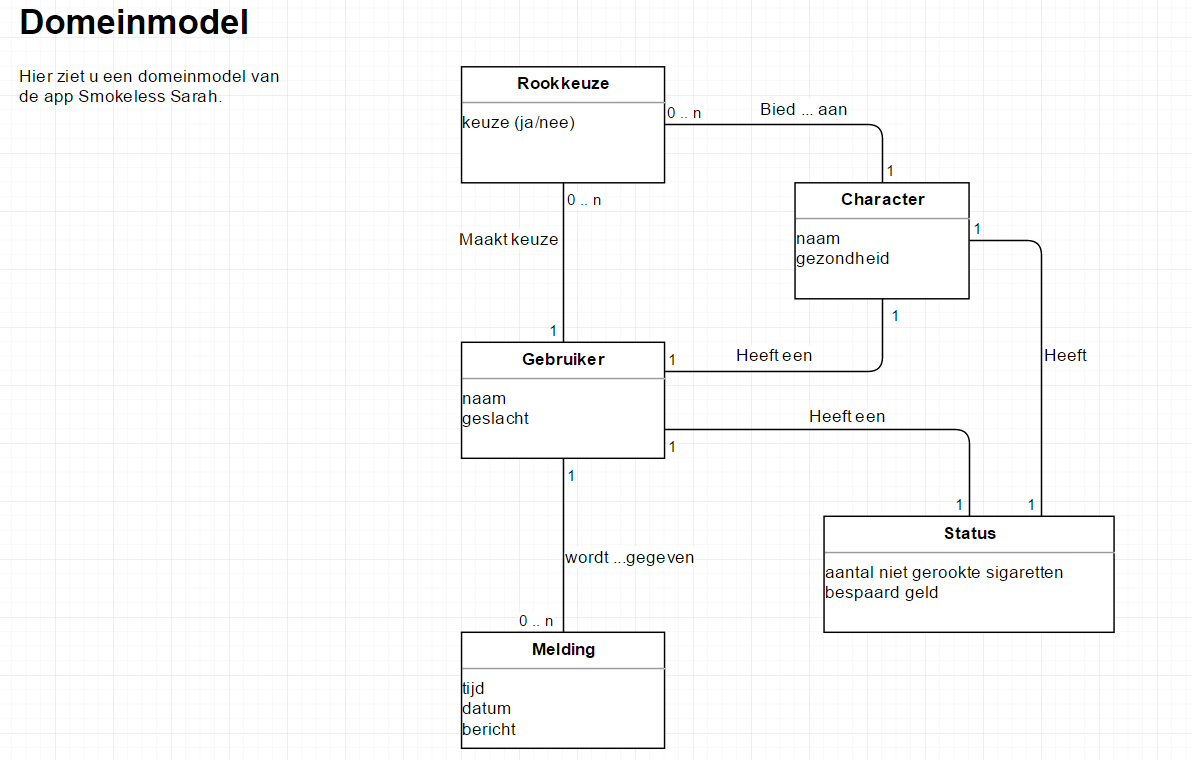 Domeinmodel
Hier ziet u een domeinmodel van
de app Smokeless Sarah.
Rookkeuze
keuze (ja/nee)
0 .. n
Bied ... aan
1
Character
naam
gezondheid
1
1
0 .. n
Maakt keuze
1
Gebruiker
naam
geslacht
1
Heeft een
Heeft
Heeft een
1
1
1
1
Status
aantal niet gerookte sigaretten
bespaard geld
wordt ...gegeven
0 .. n
Melding
tijd
datum
bericht